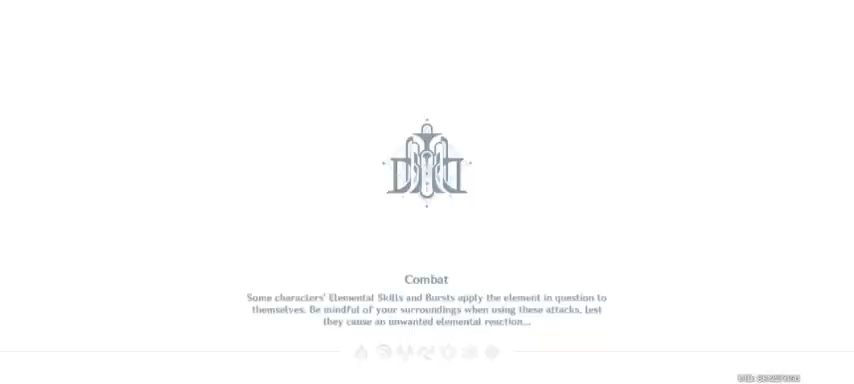 Combat
Some characters' Elemental Skills and Bursts apply the element in question to
themselves. Be mindful of your surroundings when using these attacks, lest
they cause an unwanted elemental reaction...
UID: